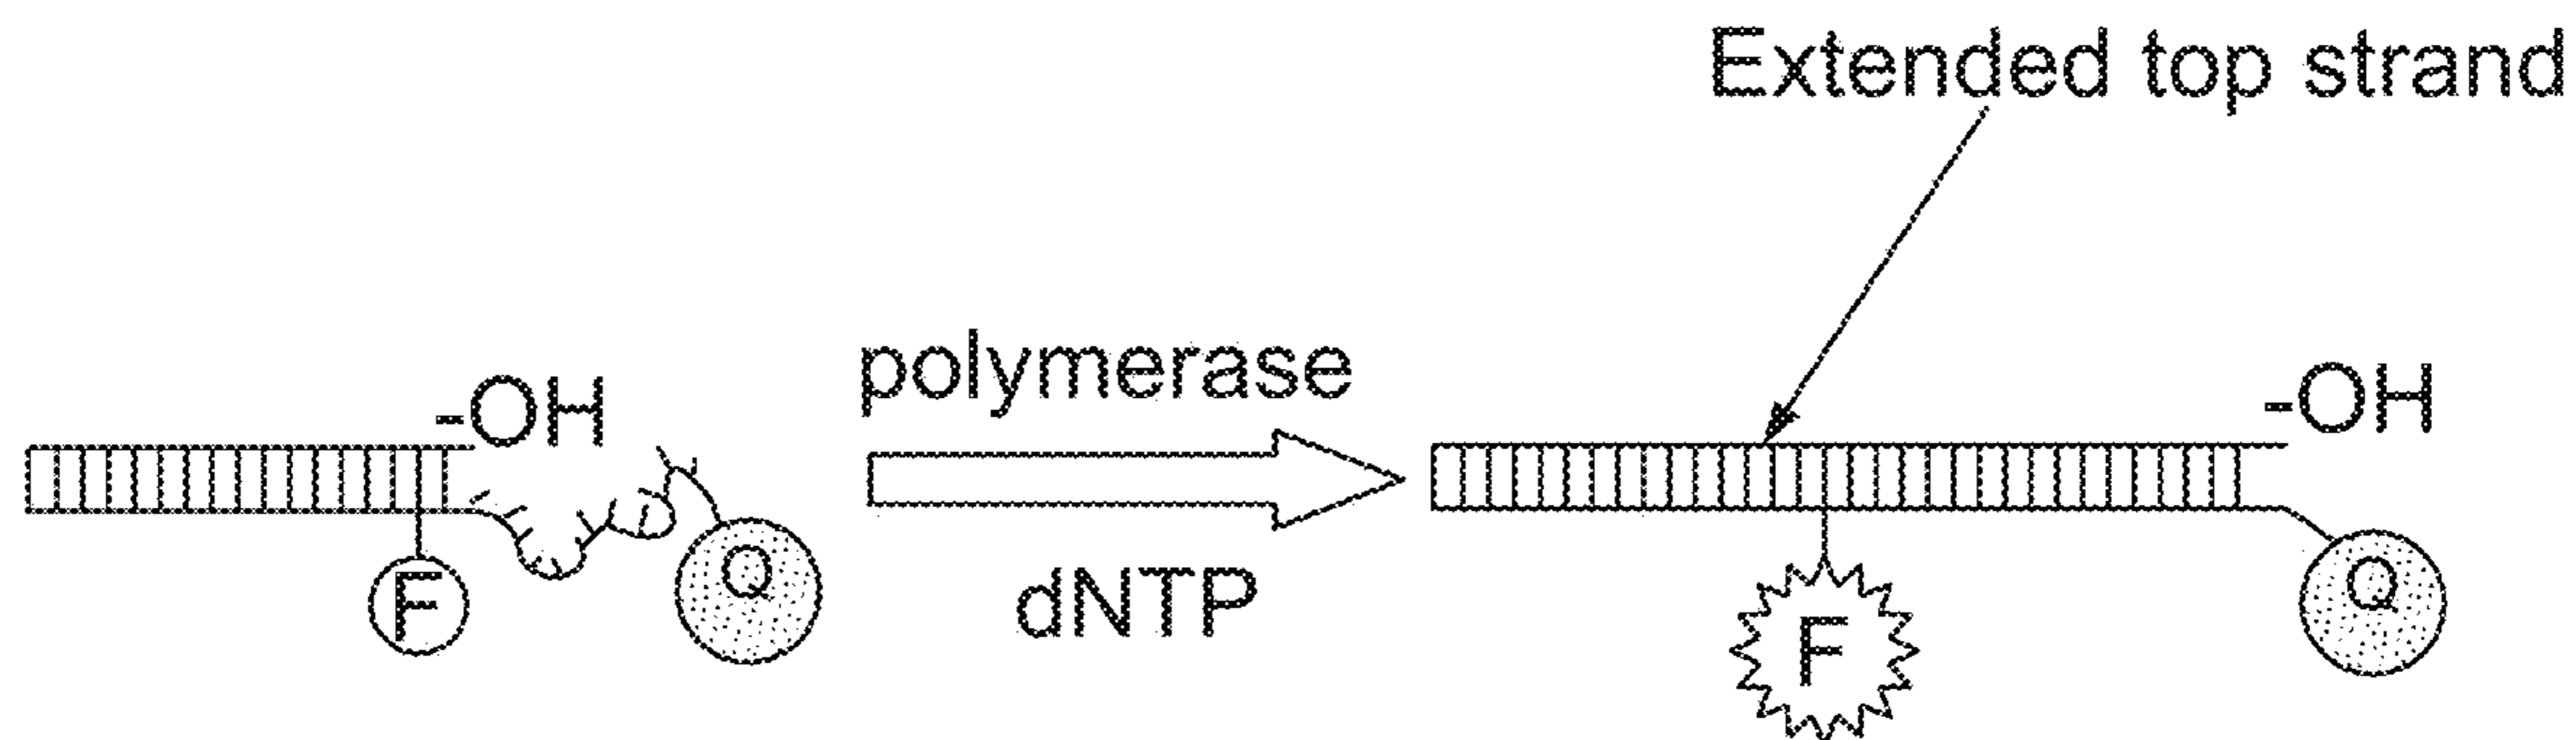 Extended top strand
polymerase
-OH
-OH
dNTP
F
Q
F
Q